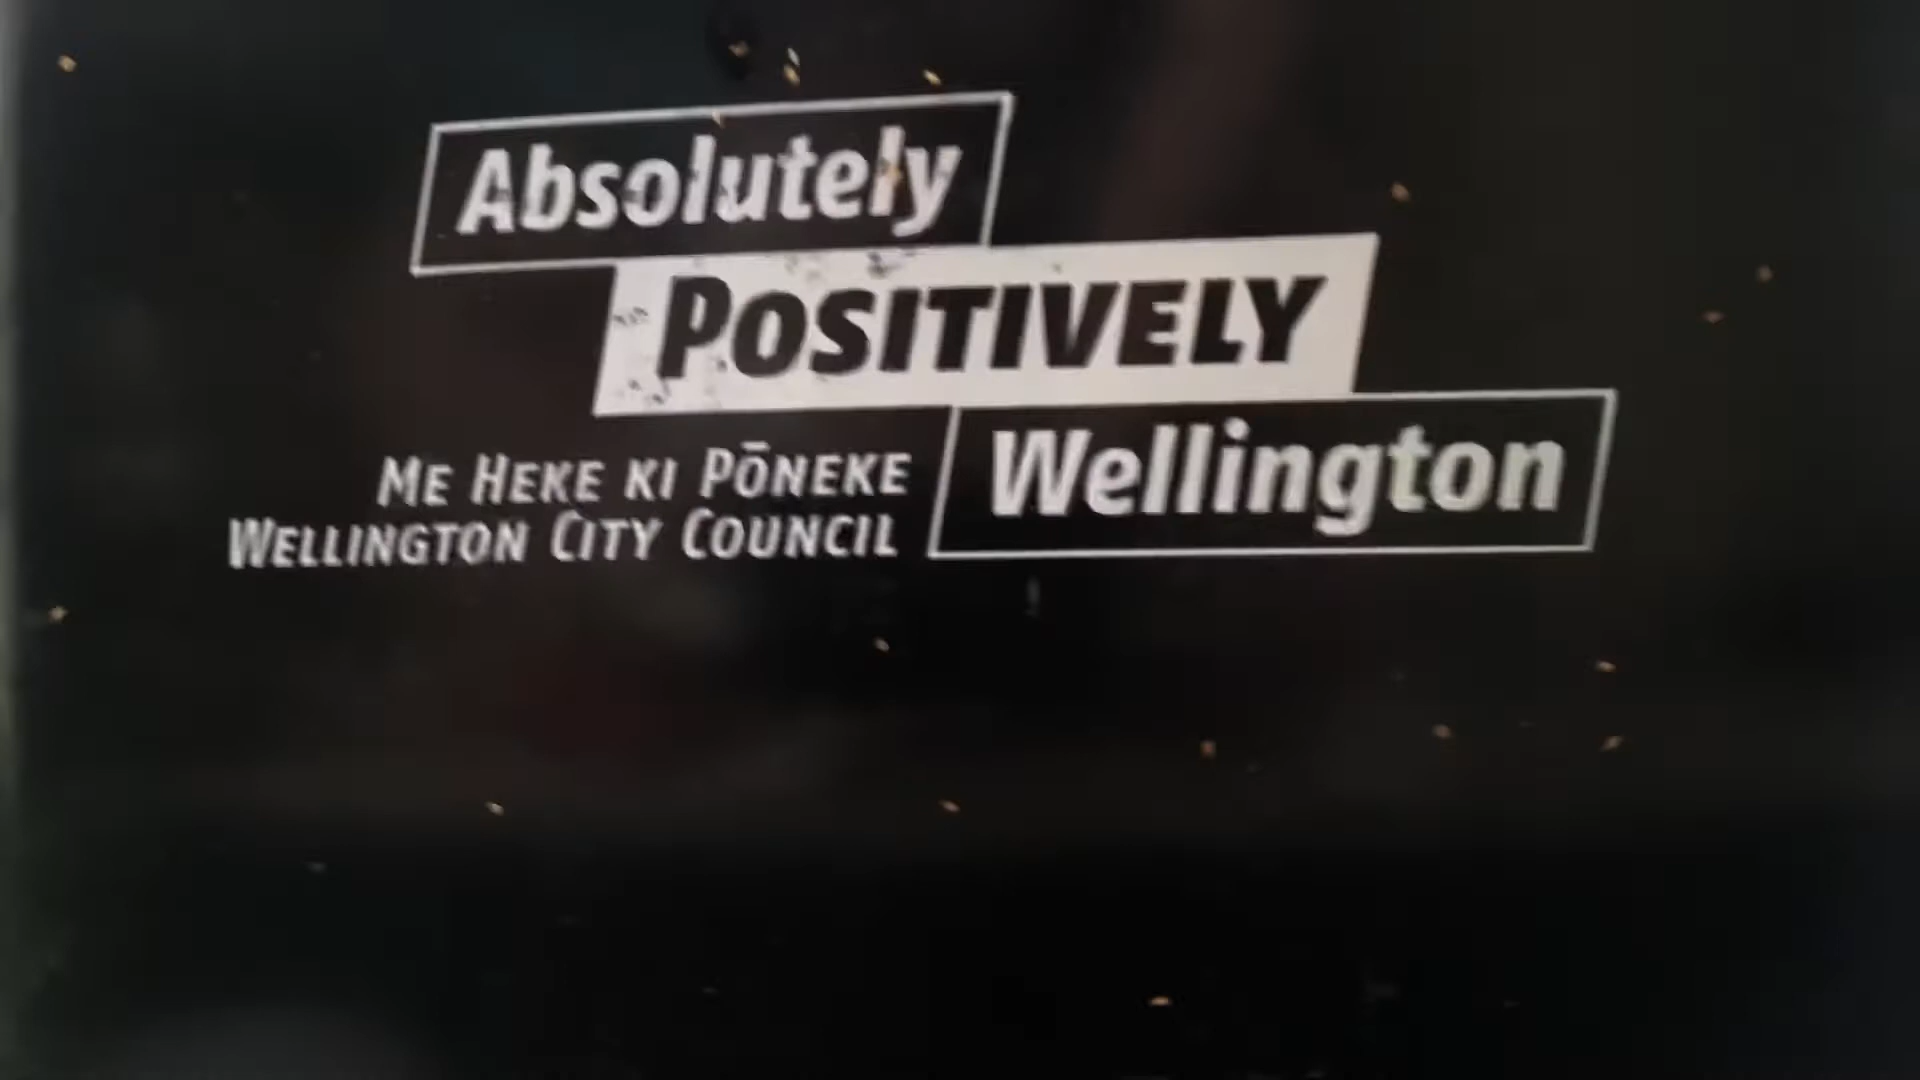 Absolutely
POSITIVELY
Wellington
ME HEKE KI PŌNEKE
WELLINGTON CITY COUNCIL